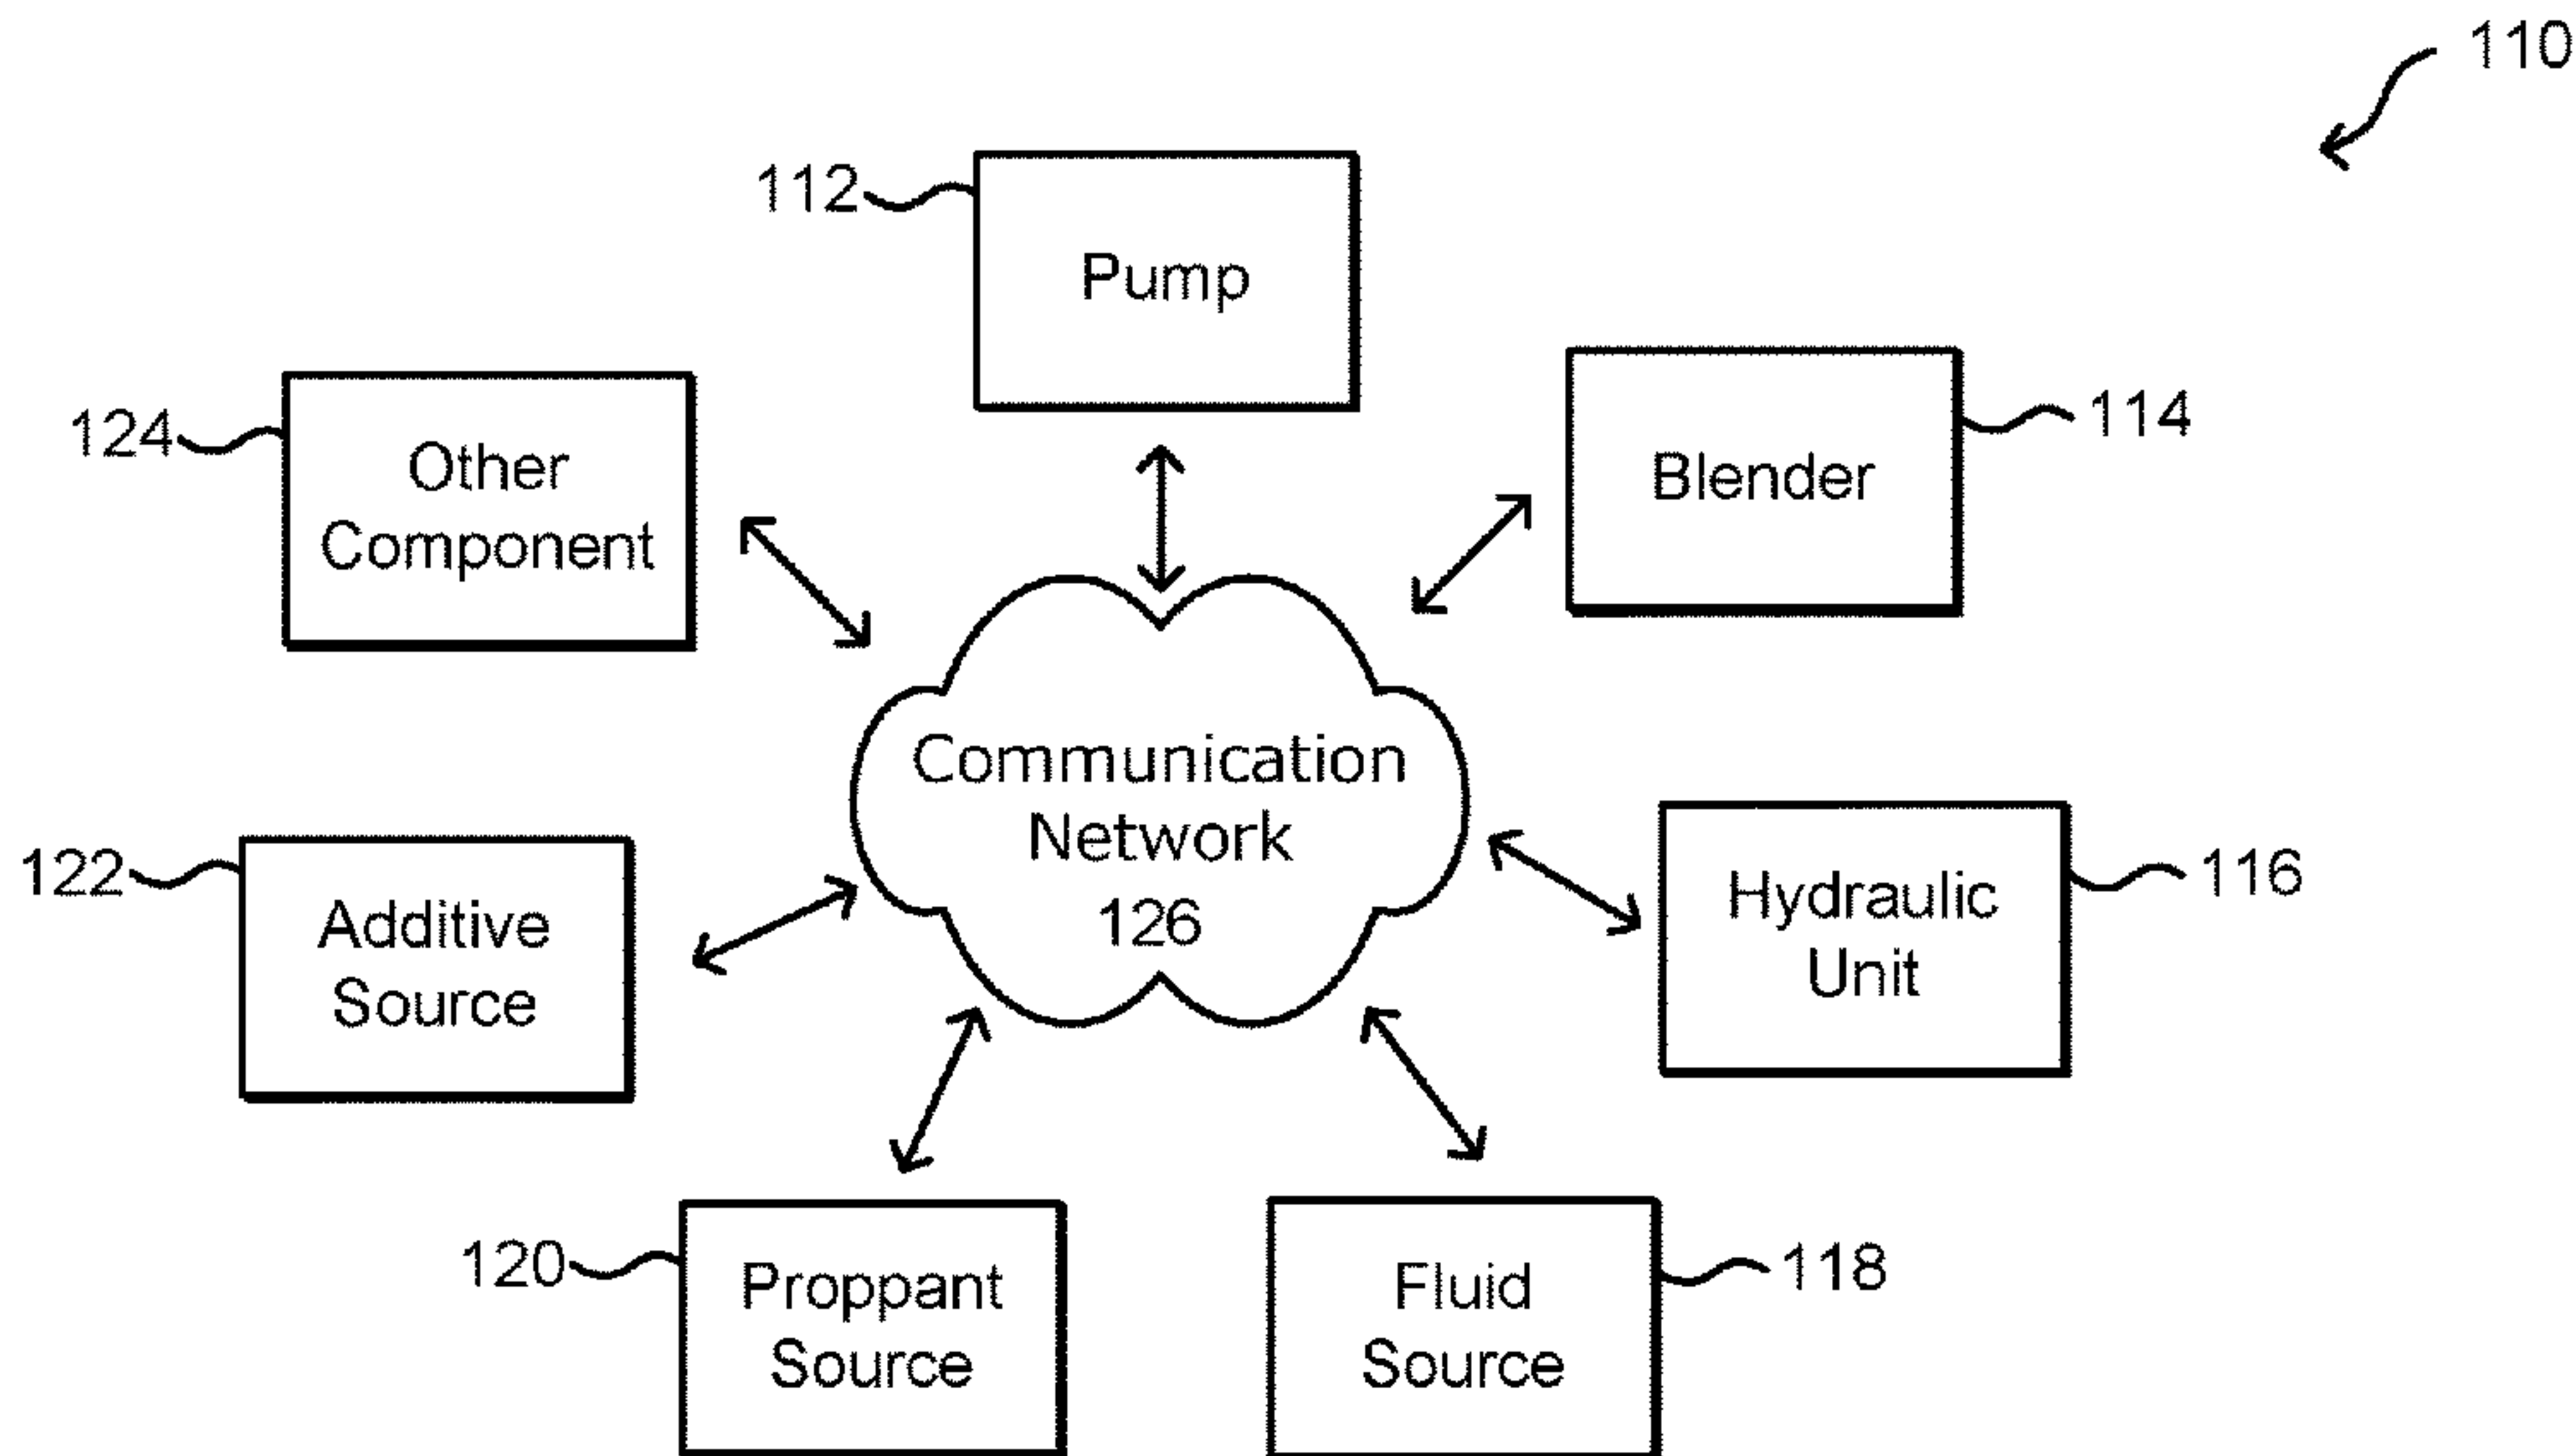 110
112
Pump
124
Other
Component
114
Blender
Communication
Network
126
122
Additive
Source
116
Hydraulic
Unit
120
Proppant
Source
118
Fluid
Source